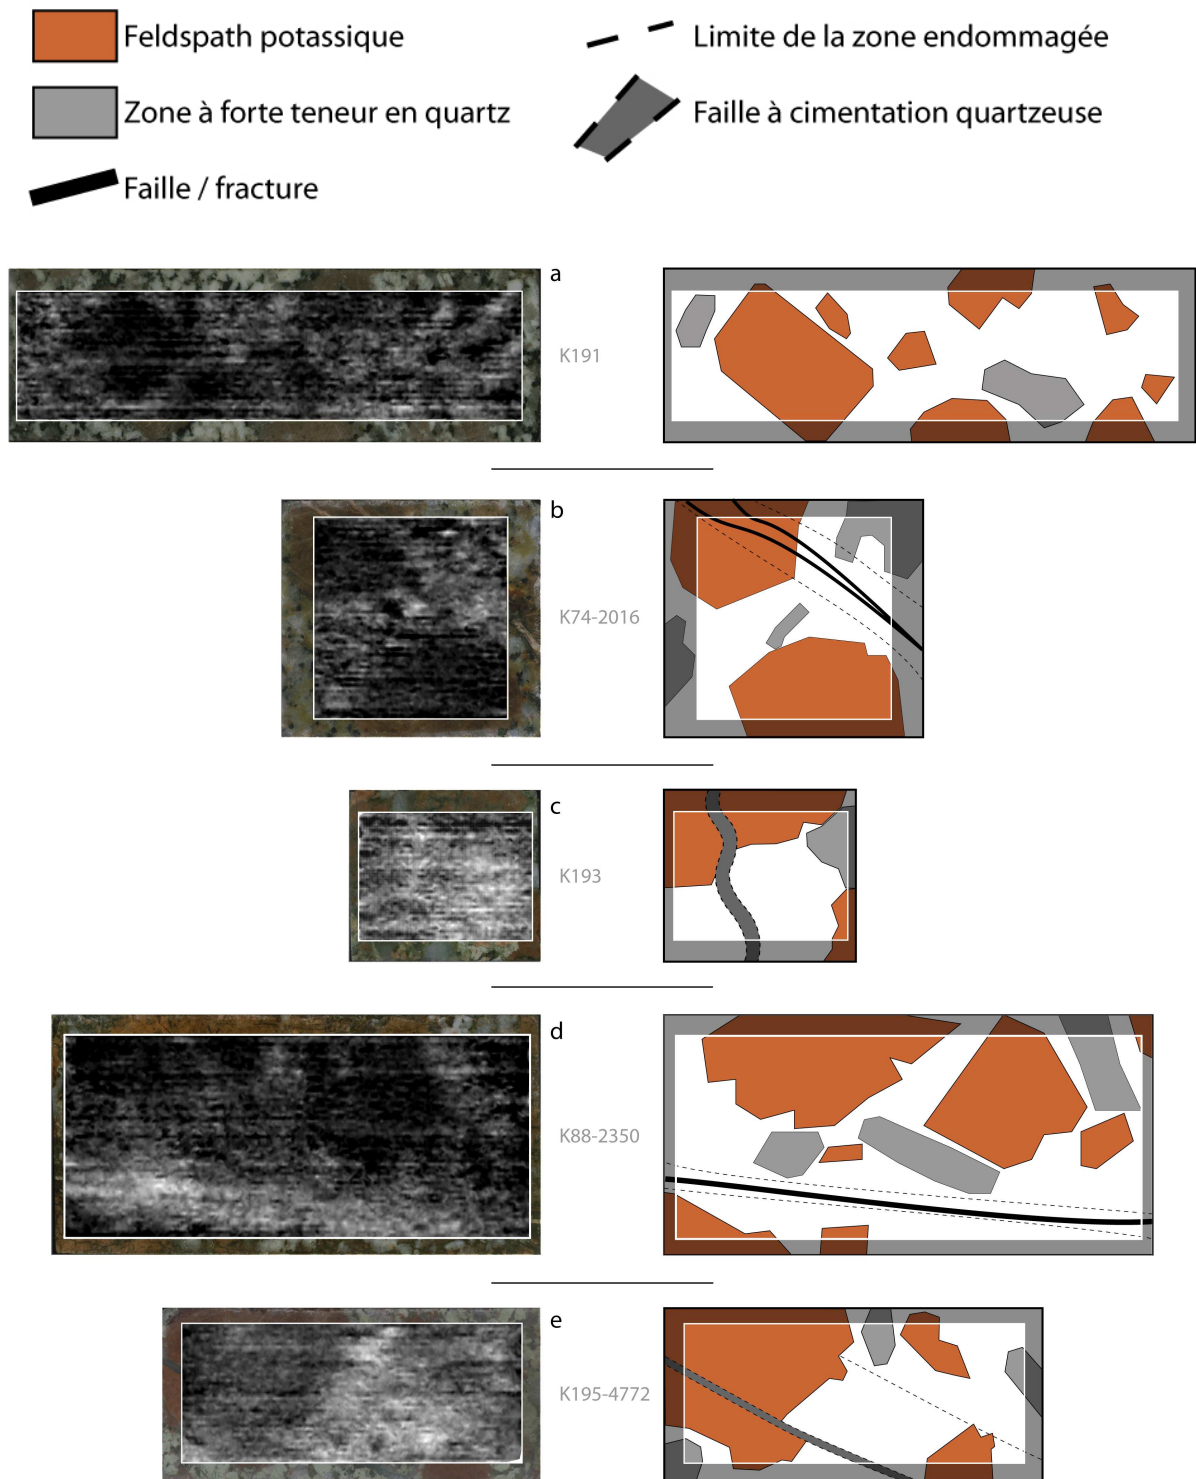 Feldspath potassique
Limite de la zone endommagée
Zone à forte teneur en quartz
Faille à cimentation quartzeuse
Faille / fracture
a
K191
b
K74-2016
c
K193
d
K88-2350
e
K195-4772